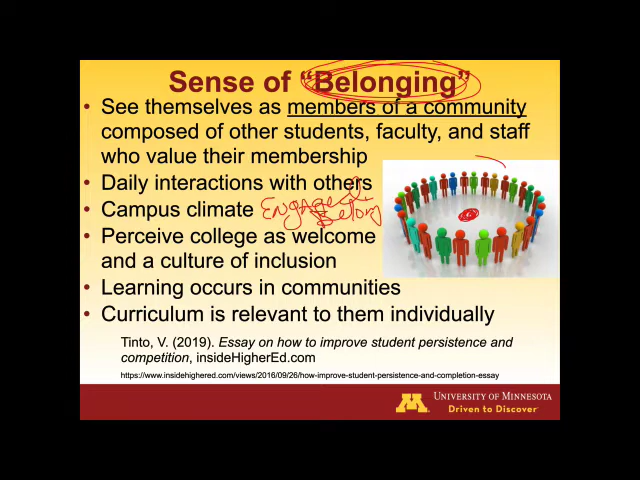 Sense of “Belonging”
• See themselves as members of a community
composed of other students, faculty, and staff
who value their membership
• Daily interactions with others
• Campus climate
• Perceive college as welcome
and a culture of inclusion
• Learning occurs in communities
• Curriculum is relevant to them individually
Tinto, V. (2019). Essay on how to improve student persistence and
competition, insideHigherEd.com
https://www.insidehighered.com/views/2016/09/26/how-improve-student-persistence-and-completion-essay
M
UNIVERSITY OF MINNESOTA
Driven to Discover